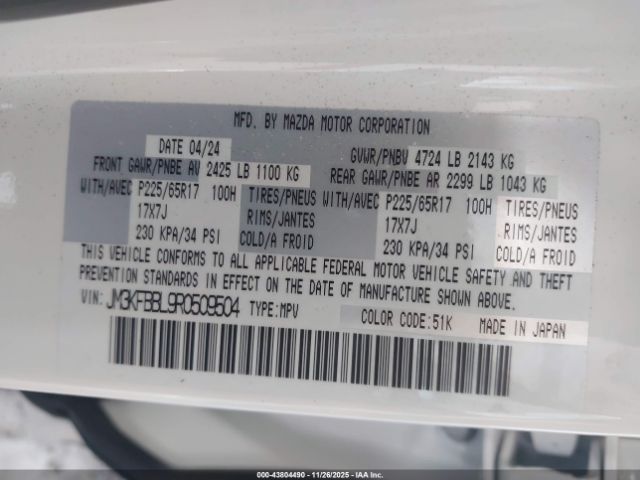 MFD. BY MAZDA MOTOR CORPORATION
DATE 04/24 GVWR/PNBV 4724 LB 2143 KG
FRONT GAWR/PNBE AV 2425 LB 1100 KG REAR GAWR/PNBE AR 2299 LB 1043 KG
WITH/AVEC P225/65R17 100H TIRES/PNEUS WITH/AVEC P225/65R17 100H TIRES/PNEUS
17X7J RIMS/JANTES 17X7J RIMS/JANTES
230 KPA/34 PSI COLD/A FROID 230 KPA/34 PSI COLD/A FROID
THIS VEHICLE CONFORMS TO ALL APPLICABLE FEDERAL MOTOR VEHICLE SAFETY AND THEFT
PREVENTION STANDARDS IN EFFECT ON THE DATE OF MANUFACTURE SHOWN ABOVE.
VIN: JM3KFBBL9R0509504 TYPE:MPV COLOR CODE:51K MADE IN JAPAN
© 43804490 - 11/26/2025 - IAAI.COM